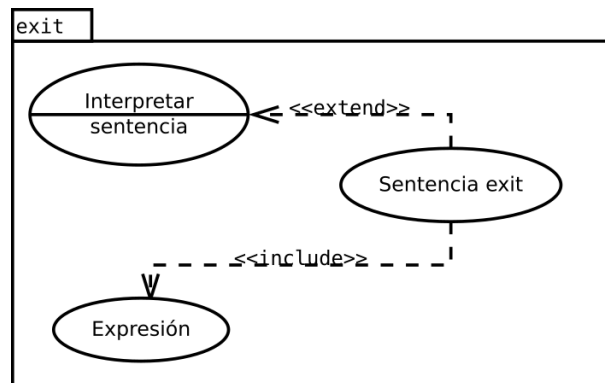 exit
Interpretar
sentencia
<<extend>>
Sentencia exit
<<include>>
Expresión